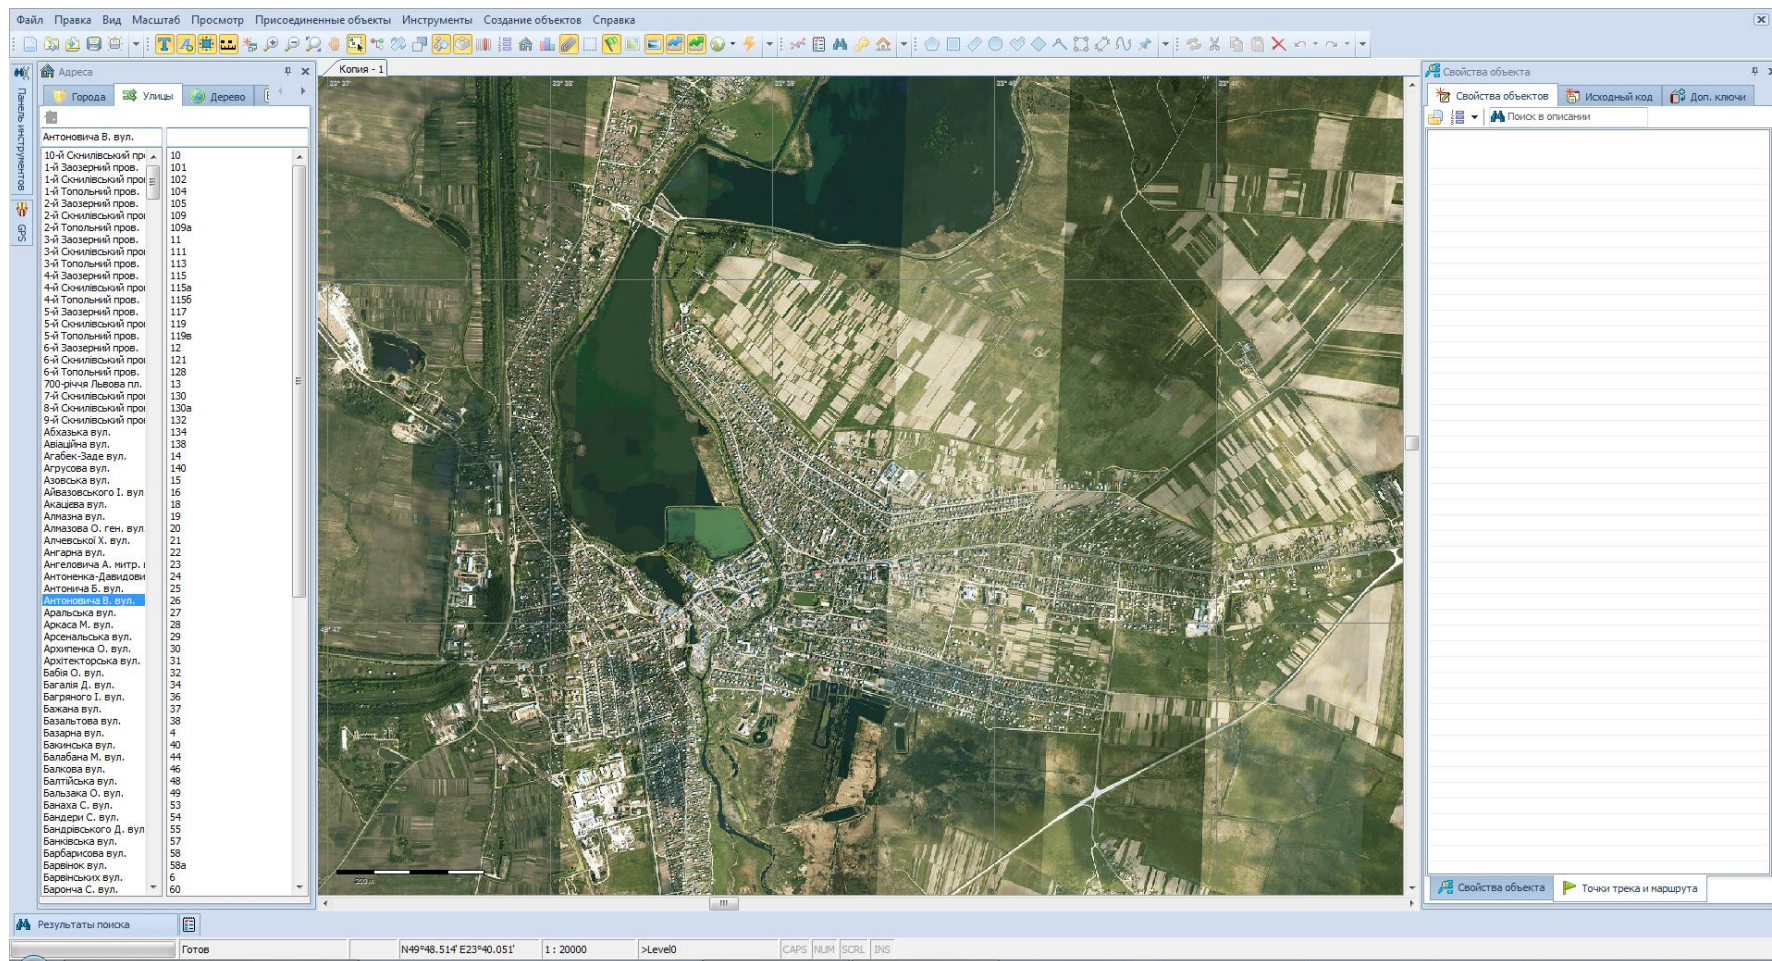 Файл Правка Вид Масштаб Просмотр Присоединенные объекты Инструменты Создание объектов Справка
Панель инструментов
GPS
Адреса
Города Улицы Дерево
Антоновича В. вул.
10-й Скнилівський пр
1-й Заозерний пров.
1-й Скнилівський про
1-й Топольний пров.
2-й Заозерний пров.
2-й Скнилівський про
2-й Топольний пров.
3-й Заозерний пров.
3-й Скнилівський про
3-й Топольний пров.
4-й Заозерний пров.
4-й Скнилівський про
4-й Топольний пров.
5-й Заозерний пров.
5-й Скнилівський про
5-й Топольний пров.
6-й Заозерний пров.
6-й Скнилівський про
6-й Топольний пров.
700-річчя Львова пл.
7-й Скнилівський про
8-й Скнилівський про
9-й Скнилівський про
Абхазька вул.
Авіаційна вул.
Агабек-Заде вул.
Агрусова вул.
Азовська вул.
Айвазовського І. вул
Акацієва вул.
Алмазна вул.
Алмазова О. ген. вул.
Алчевської Х. вул.
Ангарна вул.
Ангеловича А. митр.
Антоненка-Давидови
Антонича Б. вул.
Антоновича В. вул.
Аральська вул.
Аркаса М. вул.
Арсенальська вул.
Архипенка О. вул.
Архітекторська вул.
Бабія О. вул.
Багалія Д. вул.
Багряного І. вул.
Бажана вул.
Базальтова вул.
Базарна вул.
Бакинська вул.
Балабана М. вул.
Балкова вул.
Балтійська вул.
Бальзака О. вул.
Банаха С. вул.
Бандери С. вул.
Бандрівського Д. вул
Банківська вул.
Барбарисова вул.
Барвінок вул.
Барвінських вул.
Баронча С. вул.
10
101
102
104
105
109
109а
11
111
113
115
115а
115б
117
119
119в
12
121
128
13
130
130а
132
134
138
14
140
15
16
18
19
20
21
22
23
24
25
26
27
28
29
30
31
32
34
36
37
38
4
40
44
46
48
49
53
54
55
57
58
58а
6
60
Копия - 1
23° 37' 23° 38' 23° 39'
49° 47'
Свойства объекта
Свойства объектов Исходный код Доп. ключи
Поиск в описании
Свойства объекта Точки трека и маршрута
Результаты поиска
Готов N49°48.514' E23°40.051' 1 : 20000 >Level0 CAPS NUM SCRL INS